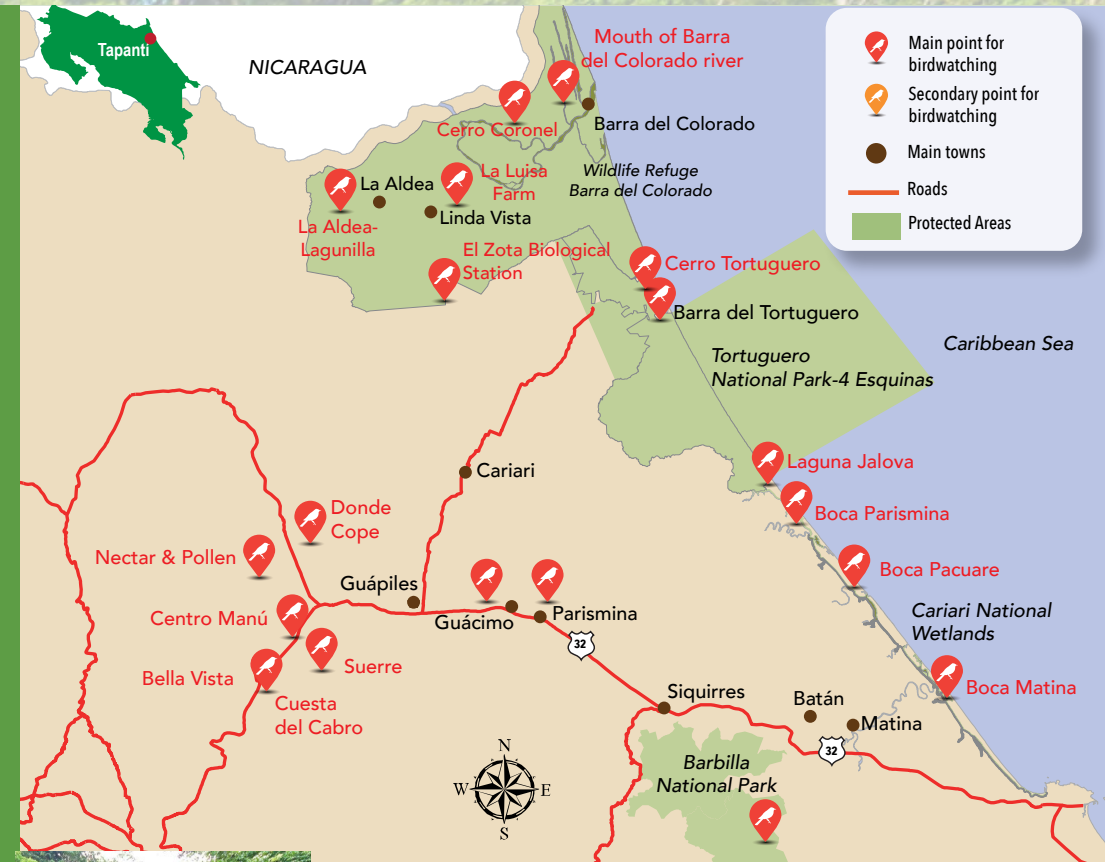 Tapanti
NICARAGUA
Mouth of Barra
del Colorado river
Cerro Coronel
Barra del Colorado
Wildlife Refuge
Barra del Colorado
La Aldea
La Luisa
Farm
Linda Vista
La Aldea-
Lagunilla
El Zota Biological
Station
Cerro Tortuguero
Barra del Tortuguero
Tortuguero
National Park-4 Esquinas
Caribbean Sea
Main point for
birdwatching
Secondary point for
birdwatching
Main towns
Roads
Protected Areas
Cariari
Laguna Jalova
Boca Parismina
Donde
Cope
Nectar & Pollen
Boca Pacuare
Guápiles
Guácimo
Parismina
32
Centro Manú
Suerre
Bella Vista
Cuesta
del Cabro
Cariari National
Wetlands
Boca Matina
Siquirres
Batán
Matina
32
Barbilla
National Park
N
W
E
S